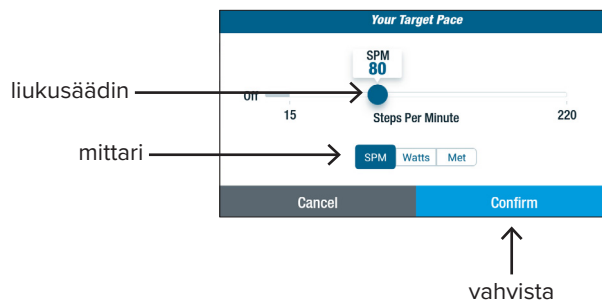 Your Target Pace
SPM
80
liukusäädin
Off
15 Steps Per Minute 220
mittari
SPM Watts Met
Cancel Confirm
vahvista